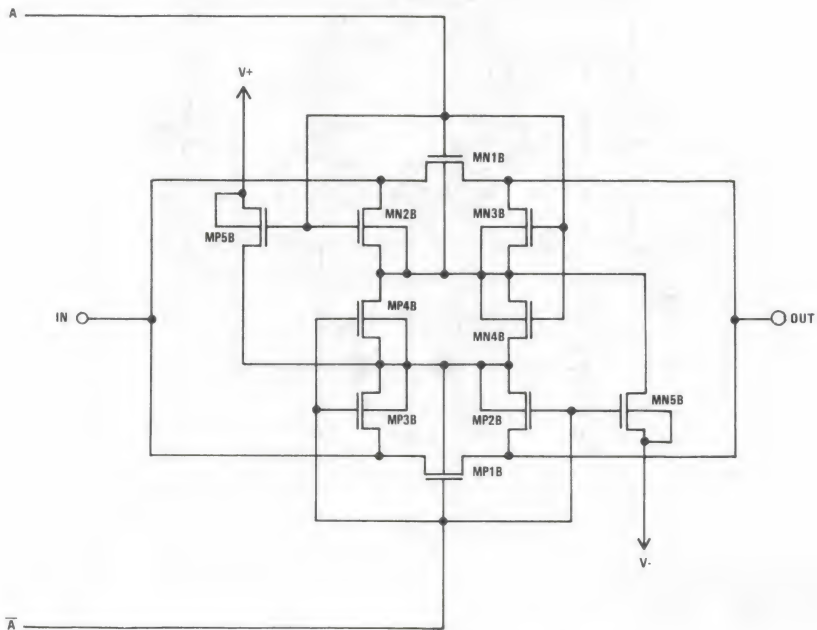 A
V+
MN1B
MN2B
MN3B
MP5B
MP4B
IN
MN4B
OUT
MP3B
MP2B
MN5B
MP1B
V-
A̅